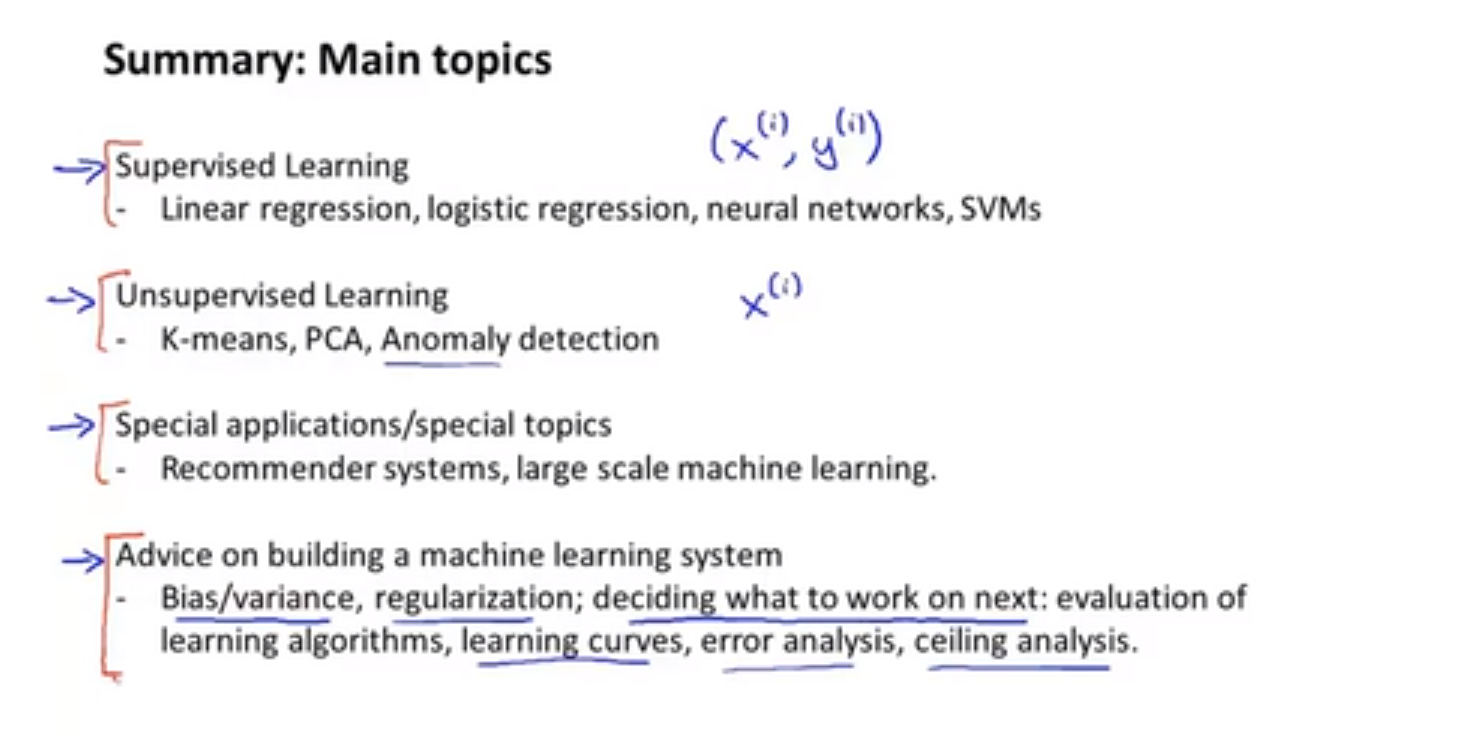 Summary: Main topics
(x^(i), y^(i))
Supervised Learning
- Linear regression, logistic regression, neural networks, SVMs
Unsupervised Learning
x^(i)
- K-means, PCA, Anomaly detection
Special applications/special topics
- Recommender systems, large scale machine learning.
Advice on building a machine learning system
- Bias/variance, regularization; deciding what to work on next: evaluation of
learning algorithms, learning curves, error analysis, ceiling analysis.